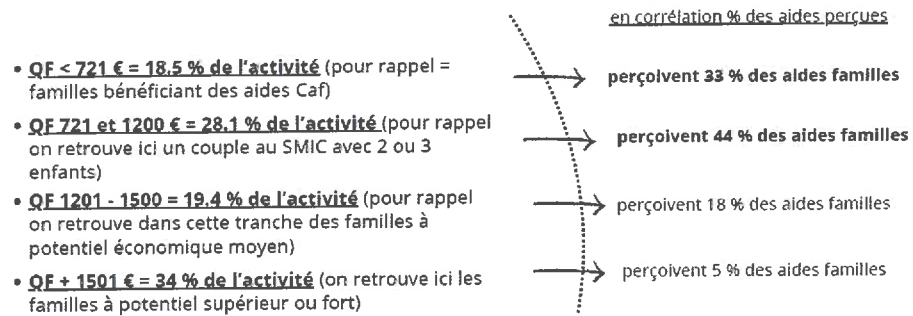 en corrélation % des aides perçues
• QF < 721 € = 18.5 % de l'activité (pour rappel =
familles bénéficiant des aides Caf)
perçoivent 33 % des aides familles
• QF 721 et 1200 € = 28.1 % de l'activité (pour rappel
on retrouve ici un couple au SMIC avec 2 ou 3
enfants)
perçoivent 44 % des aides familles
• QF 1201 - 1500 = 19.4 % de l'activité (pour rappel
on retrouve dans cette tranche des familles à
potentiel économique moyen)
perçoivent 18 % des aides familles
• QF + 1501 € = 34 % de l'activité (on retrouve ici les
familles à potentiel supérieur ou fort)
perçoivent 5 % des aides familles